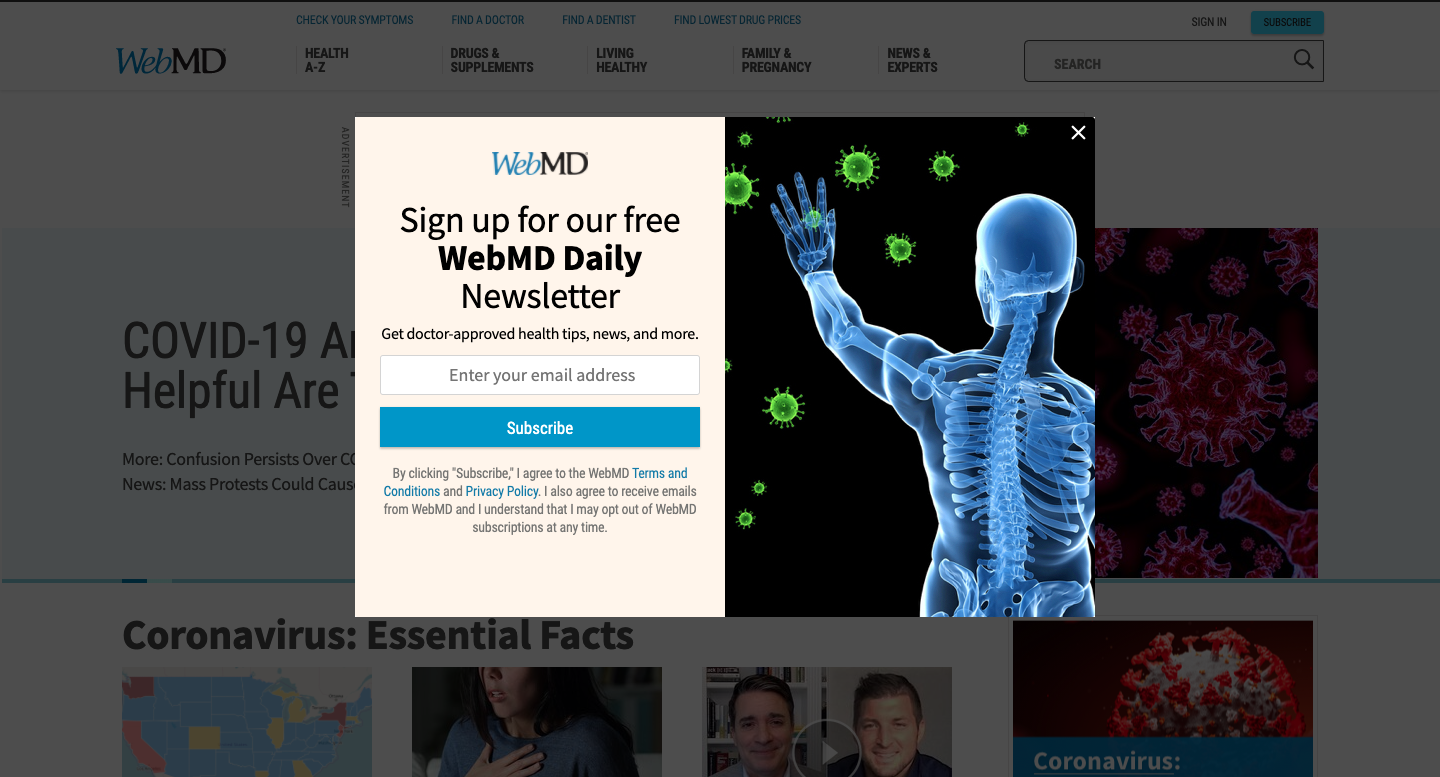 CHECK YOUR SYMPTOMS
FIND A DOCTOR
FIND A DENTIST
FIND LOWEST DRUG PRICES
SIGN IN
SUBSCRIBE
WebMD
HEALTH
A-Z
DRUGS &
SUPPLEMENTS
LIVING
HEALTHY
FAMILY &
PREGNANCY
NEWS &
EXPERTS
SEARCH
ADVERTISEMENT
WebMD
Sign up for our free
WebMD Daily
Newsletter
Get doctor-approved health tips, news, and more.
Enter your email address
Subscribe
By clicking "Subscribe," I agree to the WebMD Terms and
Conditions and Privacy Policy. I also agree to receive emails
from WebMD and I understand that I may opt out of WebMD
subscriptions at any time.
COVID-19
Helpful Are
More: Confusion Persists Over
News: Mass Protests Could
Coronavirus: Essential Facts
Coronavirus: